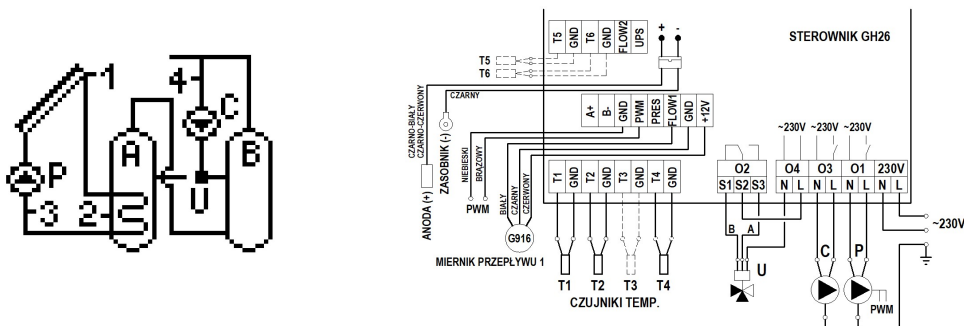 1
4
C
A
B
P
U
3
2
STEROWNIK GH26
+ -
T5 GND T6 GND FLOW2 UPS
T5
T6
CZARNY
CZARNO-BIAŁY
CZARNO-CZERWONY
ANODA (+)
ZASOBNIK (-)
A+ B- GND PWM PRES FLOW1 GND +12V
NIEBIESKI
BRĄZOWY
PWM
BIAŁY
CZARNY
CZERWONY
G916
MIERNIK PRZEPŁYWU 1
T1 GND T2 GND T3 GND T4 GND
T1 T2 T3 T4
CZUJNIKI TEMP.
~230V ~230V ~230V
O2 O4 O3 O1 230V
S1 S2 S3 N L N L N L N L
B A
U
C
P
PWM
~230V